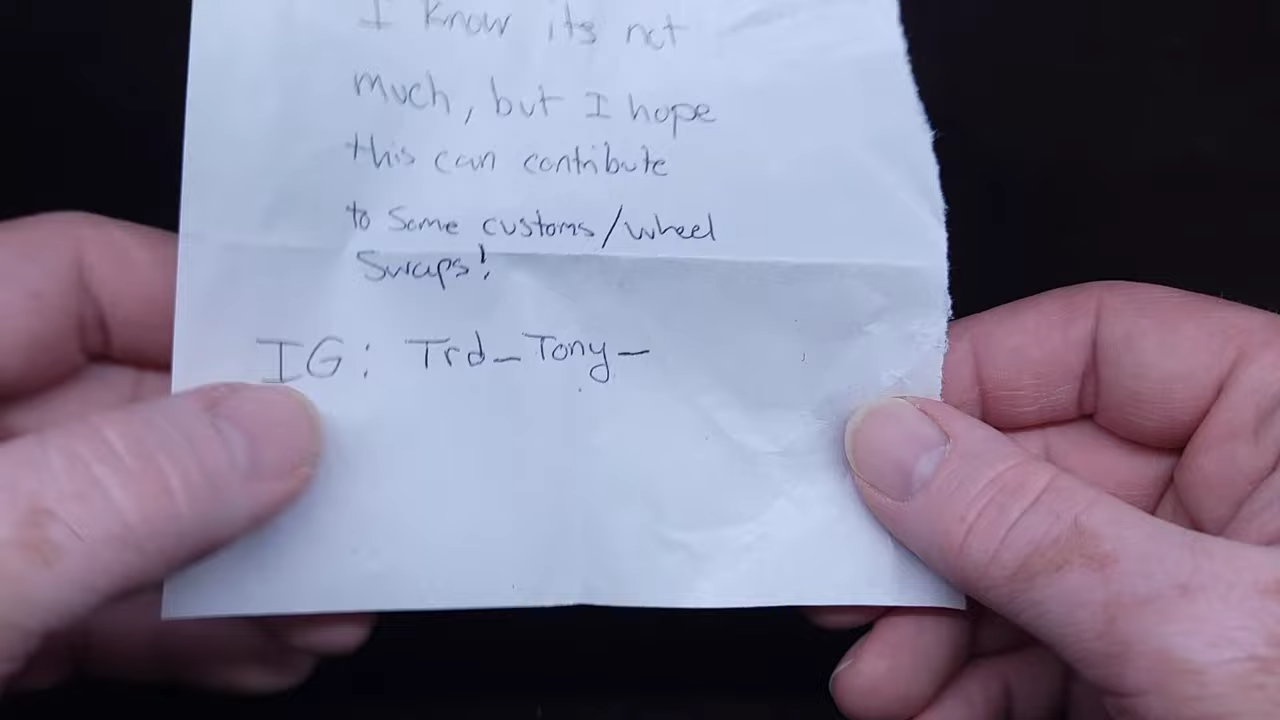 I know its not
much, but I hope
this can contribute
to some customs/wheel
swaps!
IG: Trd_Tony_